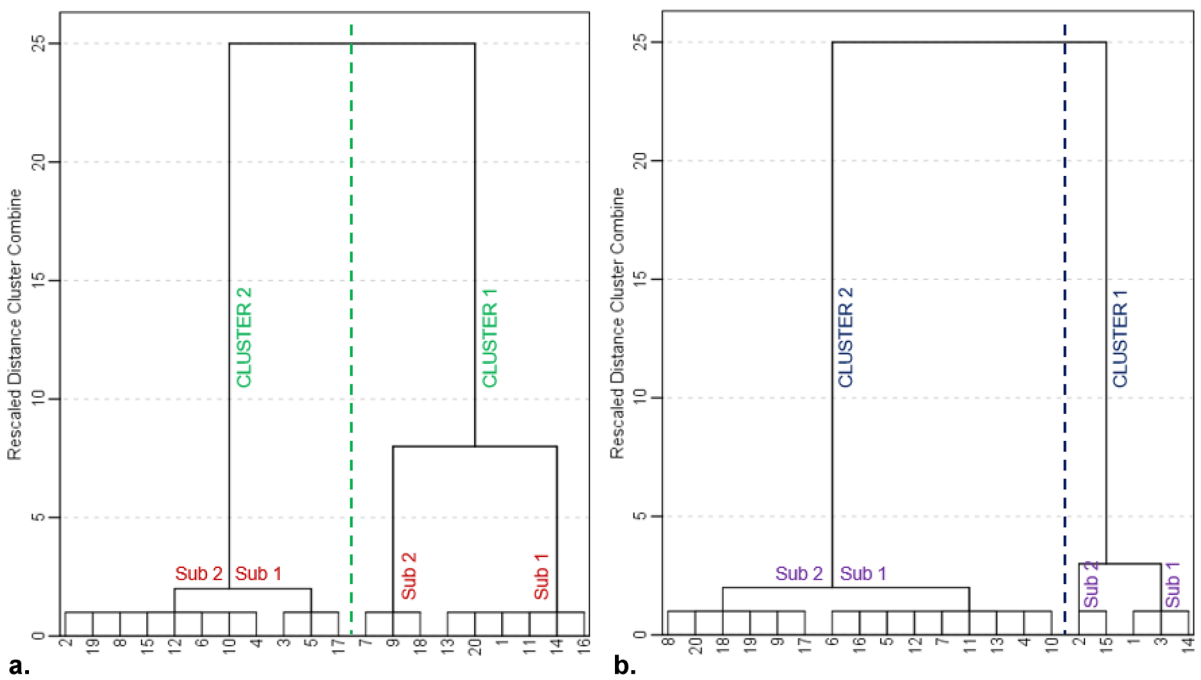 25
20
15
10
5
0
Rescaled Distance Cluster Combine
CLUSTER 2
CLUSTER 1
Sub 2
Sub 1
Sub 2
Sub 1
2 19 8 15 12 6 10 4 3 5 17 7 9 18 13 20 1 11 14 16
a.
25
20
15
10
5
0
Rescaled Distance Cluster Combine
CLUSTER 2
CLUSTER 1
Sub 2
Sub 1
Sub 2
Sub 1
8 20 18 19 9 17 6 16 5 12 7 11 13 4 10 2 15 1 3 14
b.